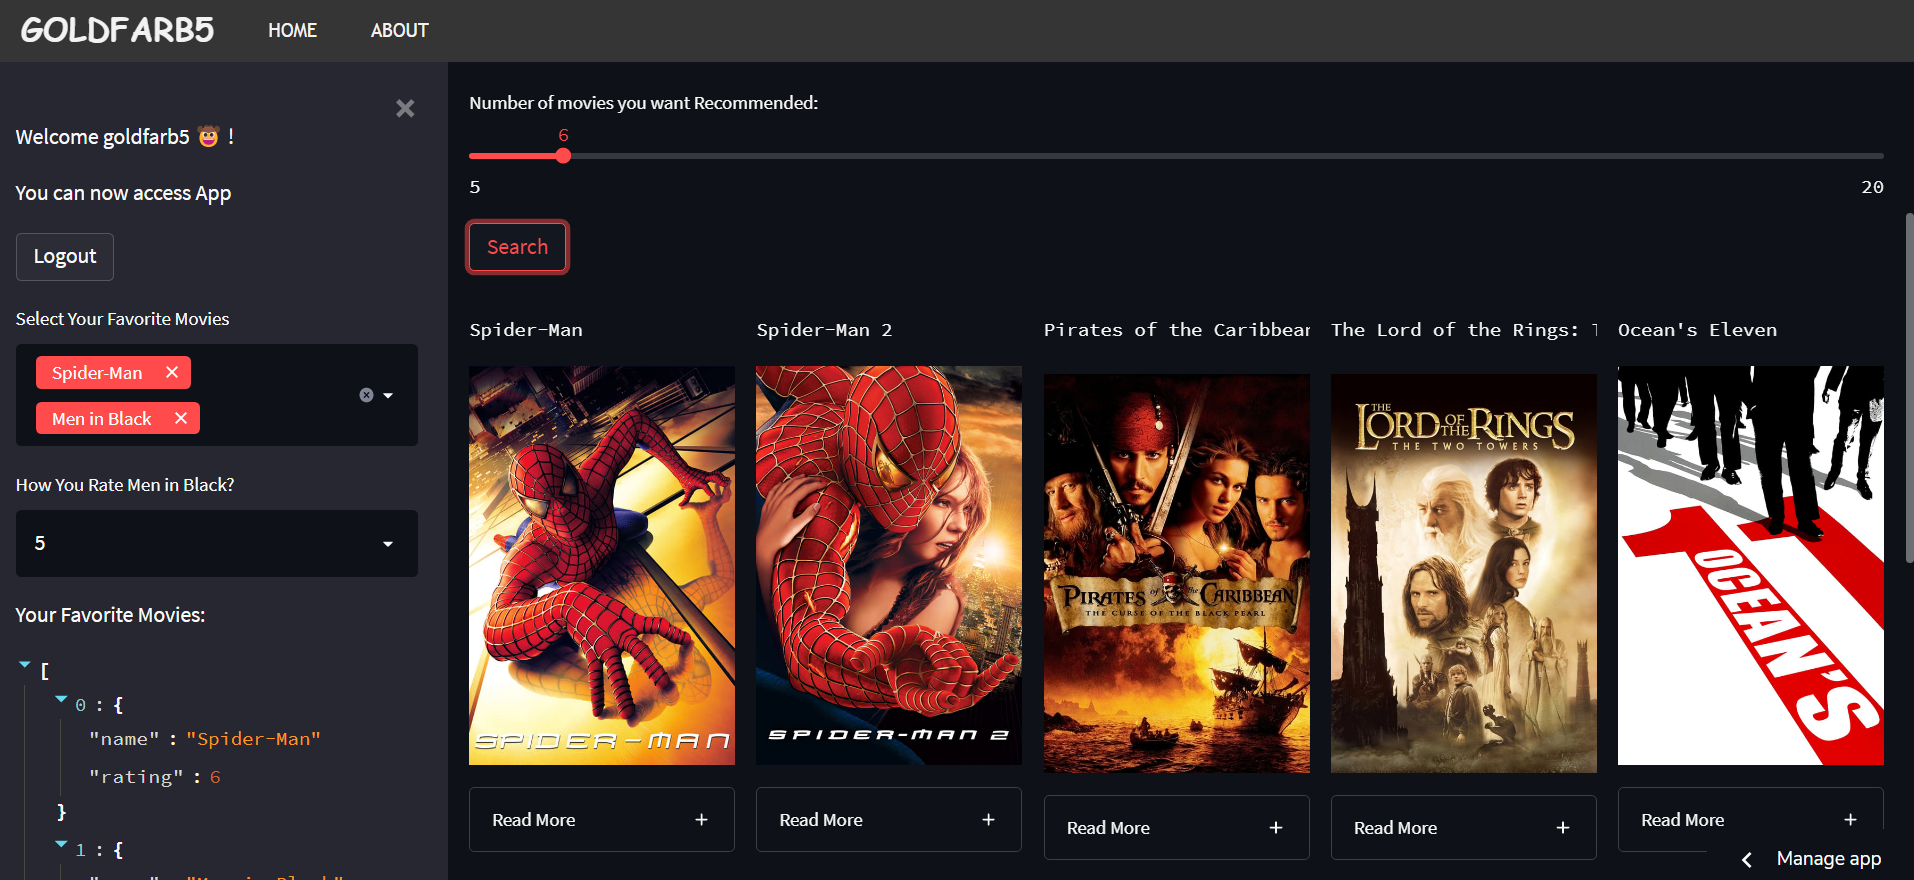 GOLDFARB5 HOME ABOUT
Welcome goldfarb5 !
You can now access App
Logout
Select Your Favorite Movies
Spider-Man
Men in Black
How You Rate Men in Black?
5
Your Favorite Movies:
[
0 : {
"name" : "Spider-Man"
"rating" : 6
}
1 : {
Number of movies you want Recommended:
6
5 20
Search
Spider-Man
SPIDER-MAN
Read More
Spider-Man 2
SPIDER-MAN 2
Read More
Pirates of the Caribbean
PIRATES of the CARIBBEAN
THE CURSE OF THE BLACK PEARL
Read More
The Lord of the Rings:
THE
LORD OF THE RINGS
THE TWO TOWERS
Read More
Ocean's Eleven
OCEAN'S
11
Read More
Manage app